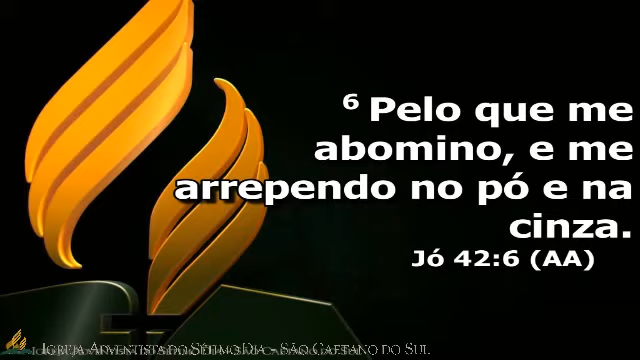 ⁶ Pelo que me
abomino, e me
arrependo no pó e na
cinza.
Jó 42:6 (AA)
Igreja Adventista do Sétimo Dia - São Caetano do Sul.